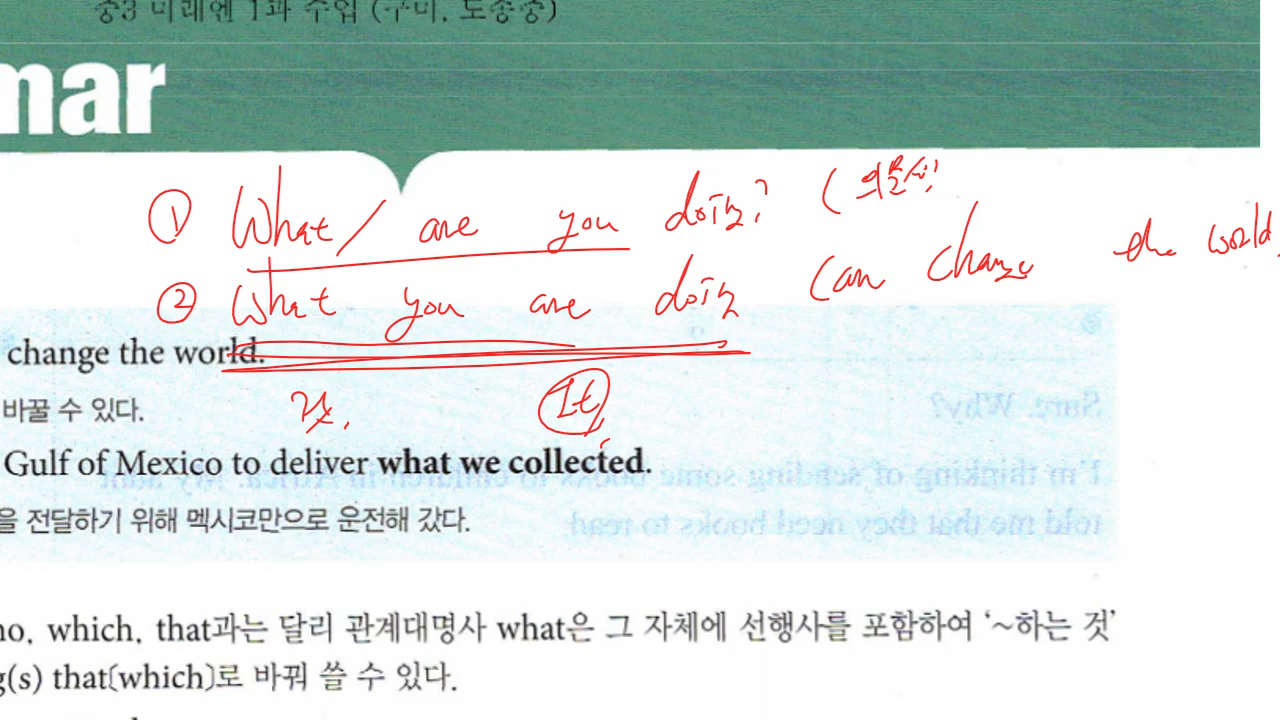 중3 미래엔 1과 수업 (구미, 도송중)
mar
① What / are you doing? (의문사)
② What you are doing can change the world.
change the world.
바꿀 수 있다.
것. It
Gulf of Mexico to deliver what we collected.
을 전달하기 위해 멕시코만으로 운전해 갔다.
Sure. Why?
I'm thinking of sending some books to children in Africa. My aunt
told me that they need books to read
no, which, that과는 달리 관계대명사 what은 그 자체에 선행사를 포함하여 ‘~하는 것’
g(s) that(which)로 바꿔 쓸 수 있다.